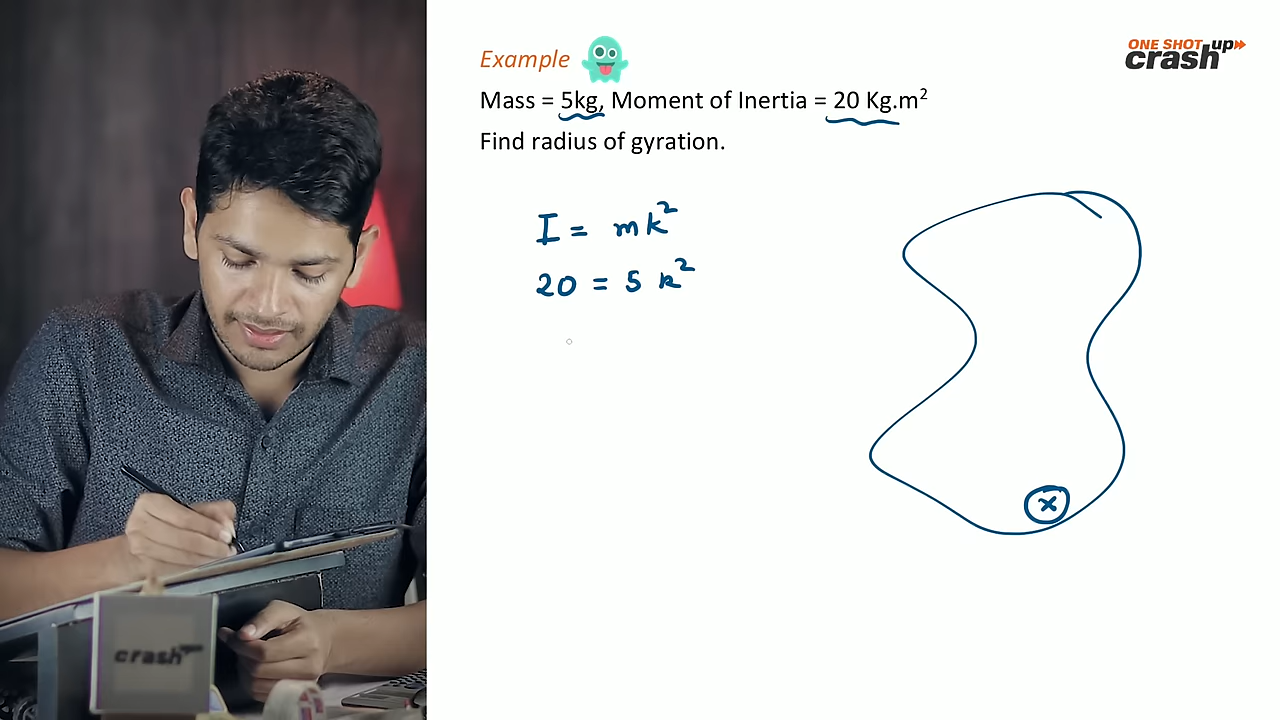 Example
ONE SHOT
crash up
Mass = 5kg, Moment of Inertia = 20 Kg.m²
Find radius of gyration.
I = mk²
20 = 5 k²
x
crash up